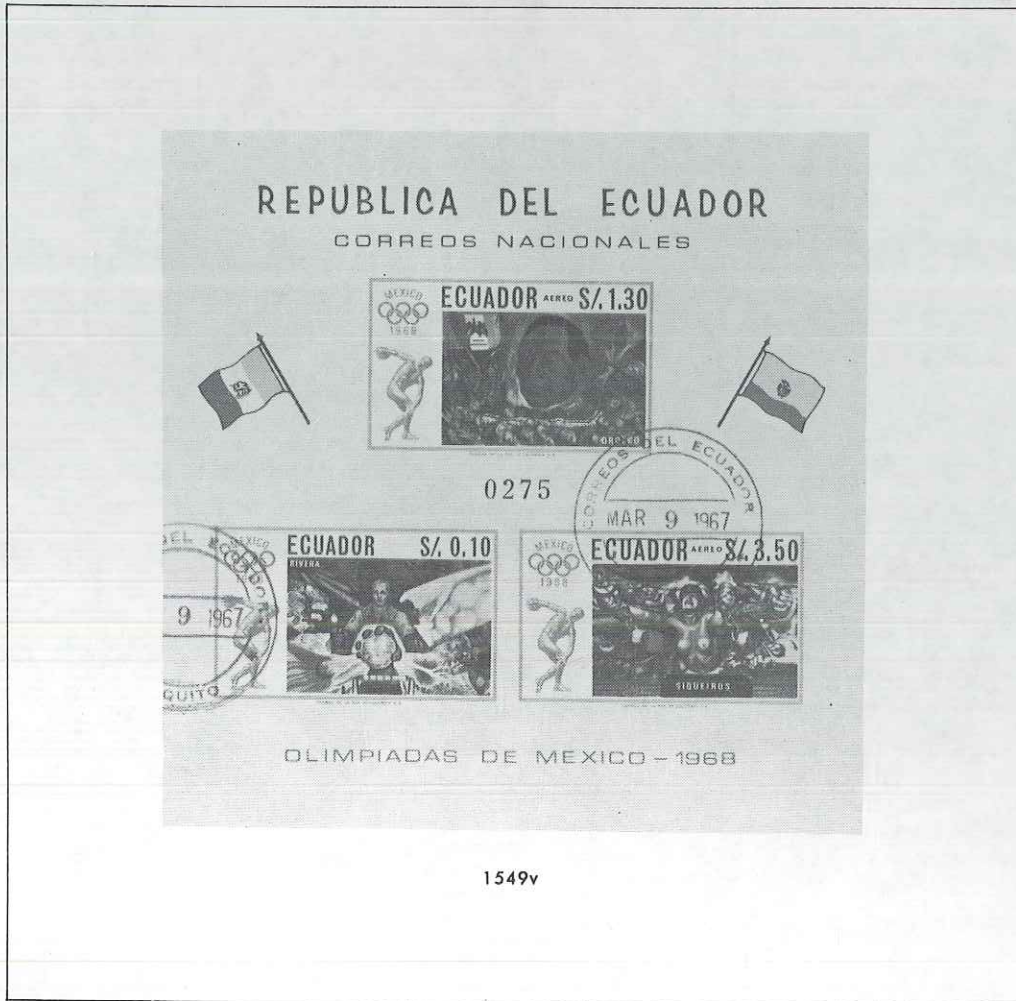 REPUBLICA DEL ECUADOR
CORREOS NACIONALES
MEXICO
1968
ECUADOR AEREO S/. 1.30
OROZCO
CORREOS DEL ECUADOR
0275
MAR 9 1967
DEL ECUADOR
9 1967
QUITO
ECUADOR S/. 0,10
RIVERA
MEXICO
1968
ECUADOR AEREO S/. 3.50
SIQUEIROS
OLIMPIADAS DE MEXICO - 1968
1549v